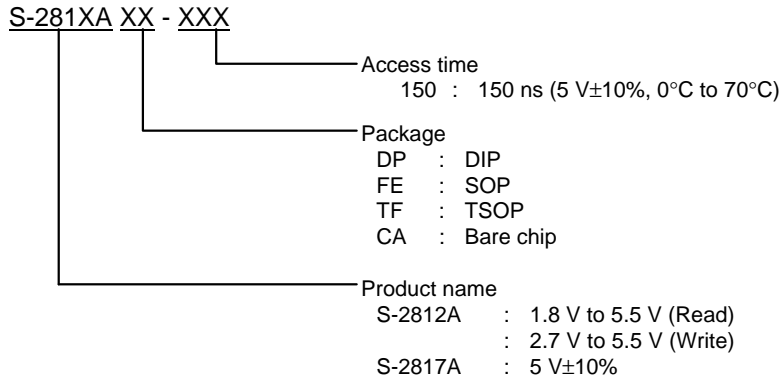 S-281XA XX - XXX
Access time
150 : 150 ns (5 V±10%, 0°C to 70°C)
Package
DP : DIP
FE : SOP
TF : TSOP
CA : Bare chip
Product name
S-2812A : 1.8 V to 5.5 V (Read)
: 2.7 V to 5.5 V (Write)
S-2817A : 5 V±10%